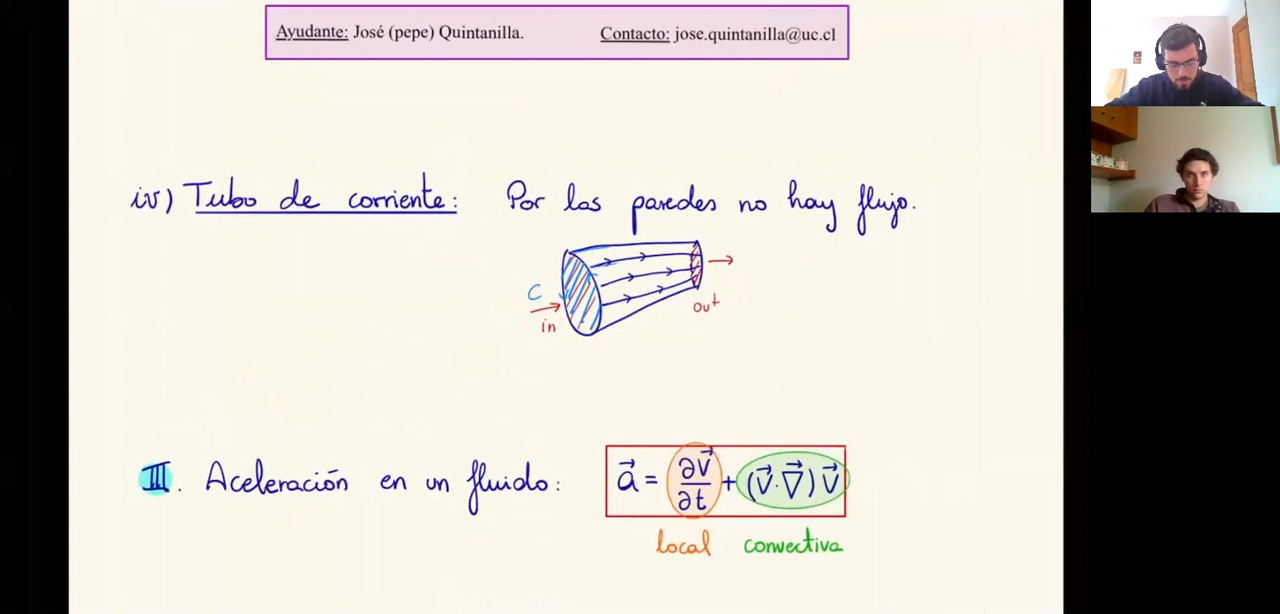 Ayudante: José (pepe) Quintanilla. Contacto: jose.quintanilla@uc.cl
iv) Tubo de corriente: Por las paredes no hay flujo.
C
in
out
III. Aceleración en un fluido: a⃗ = ∂v⃗/∂t + (v⃗·∇⃗)v⃗
local convectiva